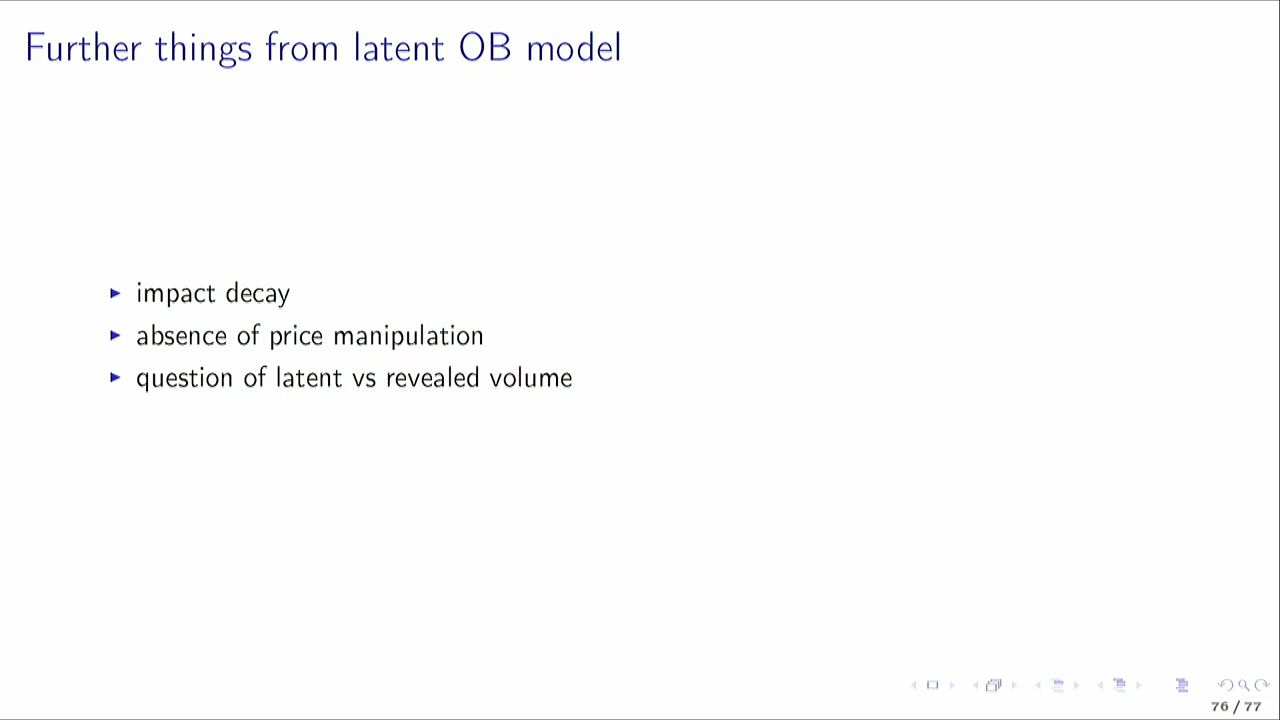 Further things from latent OB model
▶ impact decay
▶ absence of price manipulation
▶ question of latent vs revealed volume
76 / 77